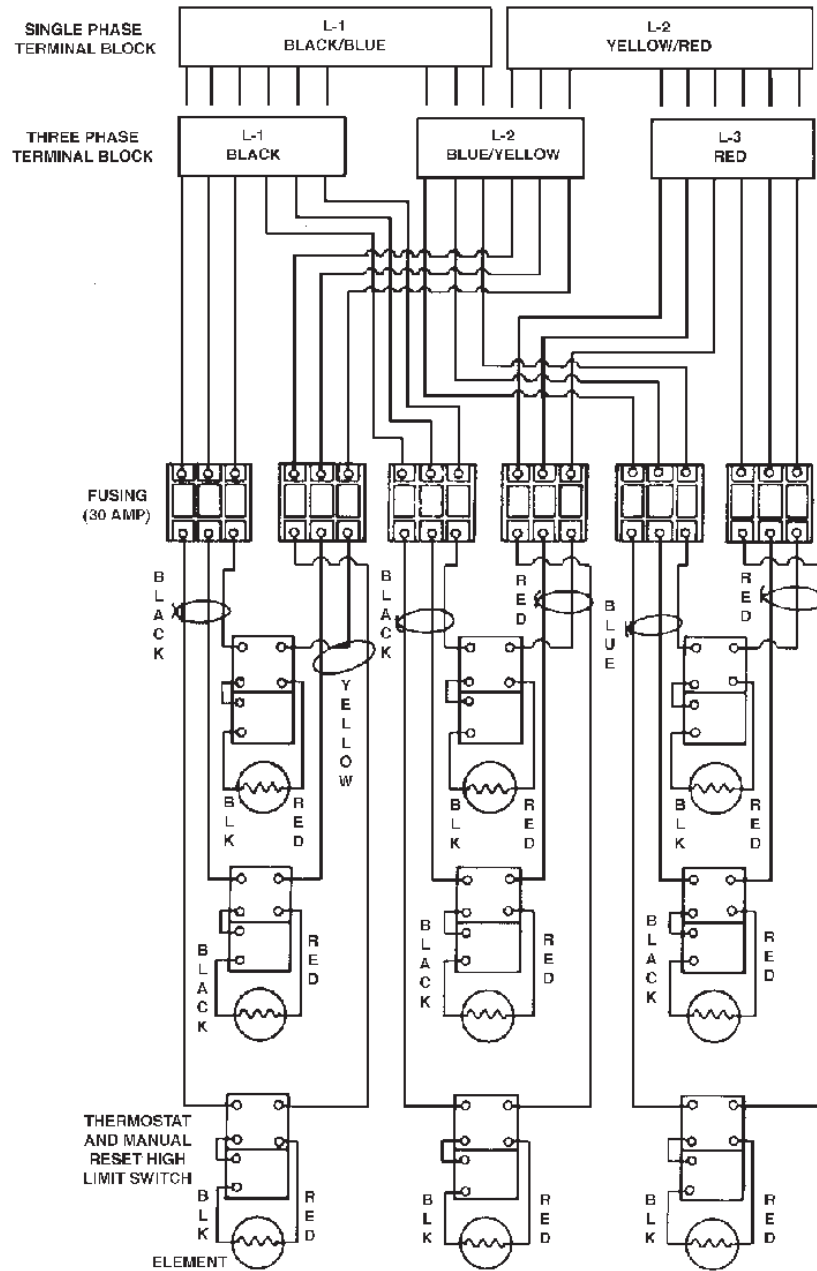 SINGLE PHASE
TERMINAL BLOCK
L-1
BLACK/BLUE
L-2
YELLOW/RED
THREE PHASE
TERMINAL BLOCK
L-1
BLACK
L-2
BLUE/YELLOW
L-3
RED
FUSING
(30 AMP)
BLACK
YELLOW
BLACK
RED
BLUE
RED
BLK
RED
BLK
RED
BLK
RED
BLACK
RED
BLACK
RED
BLACK
RED
THERMOSTAT
AND MANUAL
RESET HIGH
LIMIT SWITCH
BLK
RED
BLK
RED
BLK
RED
ELEMENT